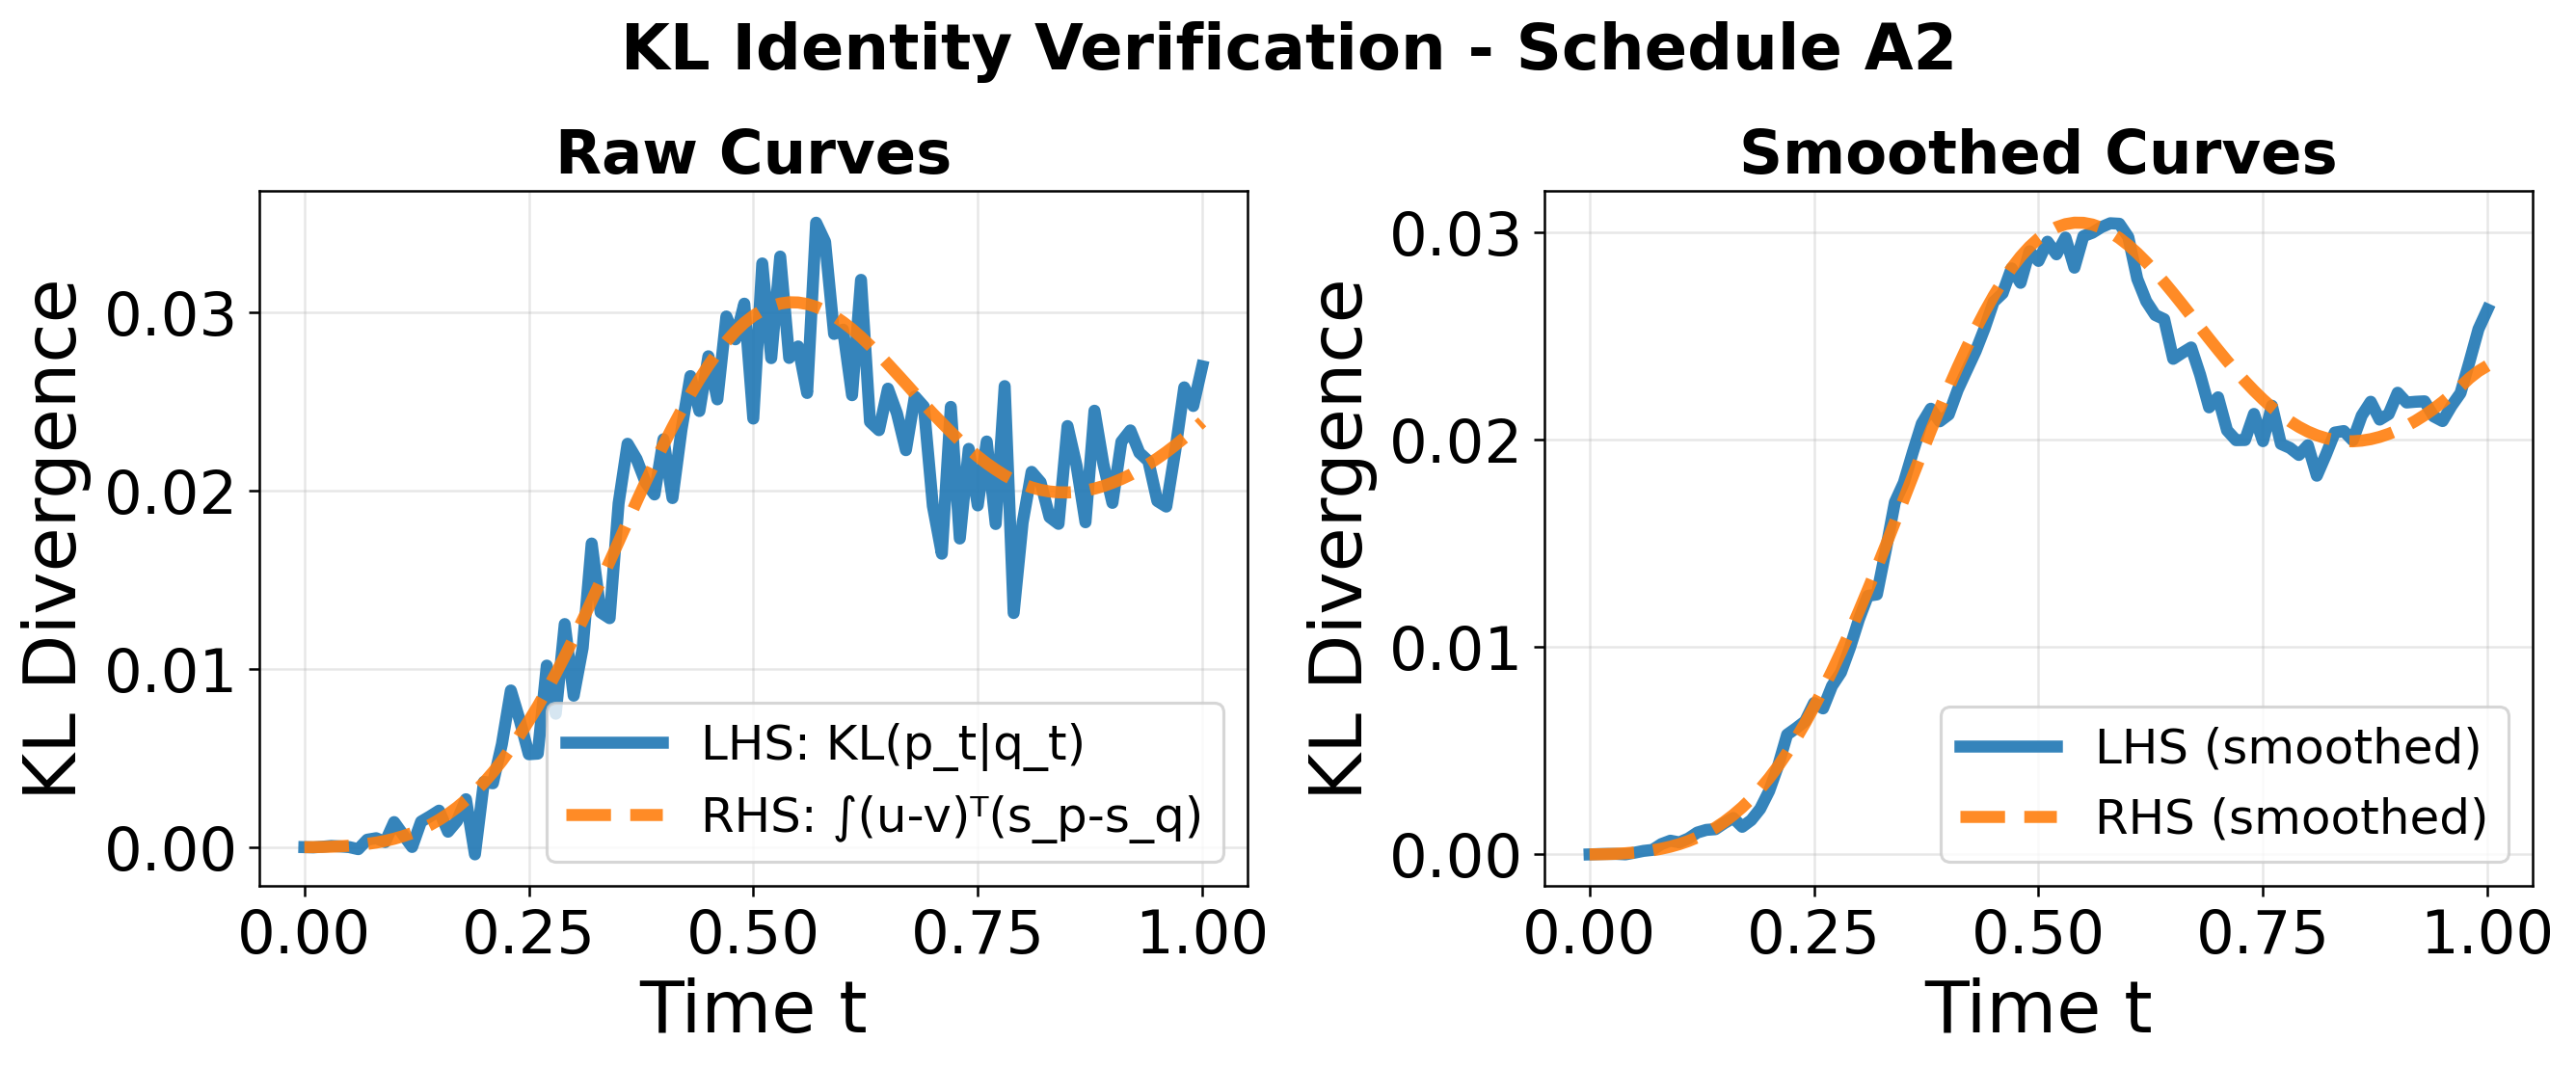 KL Identity Verification - Schedule A2
Raw Curves
KL Divergence
0.03
0.02
0.01
0.00
LHS: KL(p_t|q_t)
RHS: ∫(u-v)ᵀ(s_p-s_q)
0.00 0.25 0.50 0.75 1.00
Time t
Smoothed Curves
KL Divergence
0.03
0.02
0.01
0.00
LHS (smoothed)
RHS (smoothed)
0.00 0.25 0.50 0.75 1.00
Time t